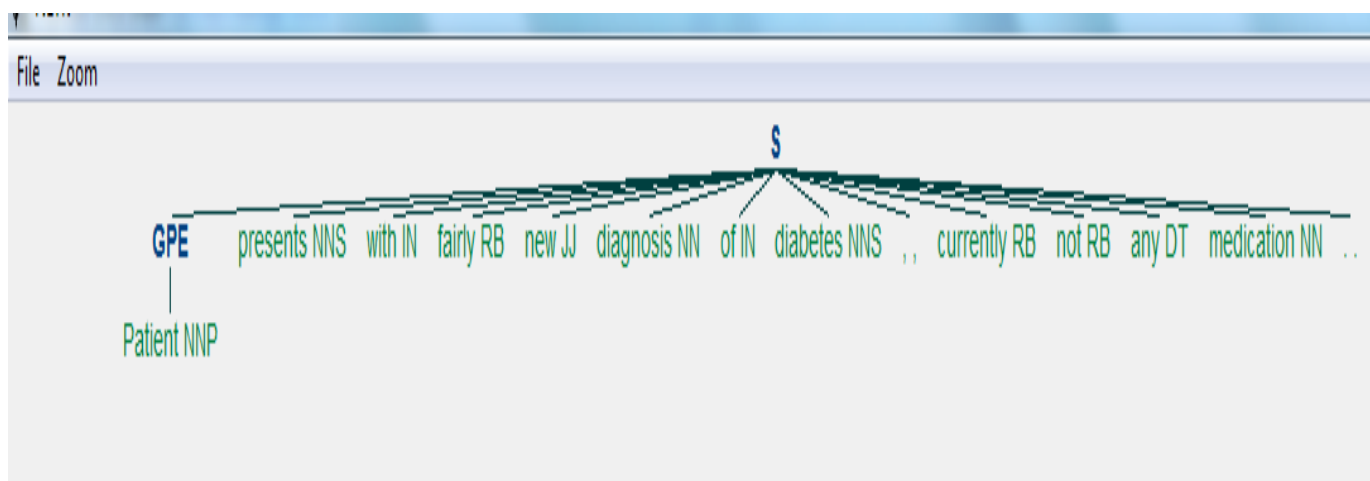 File Zoom
S
GPE presents NNS with IN fairly RB new JJ diagnosis NN of IN diabetes NNS , , currently RB not RB any DT medication NN . .
Patient NNP